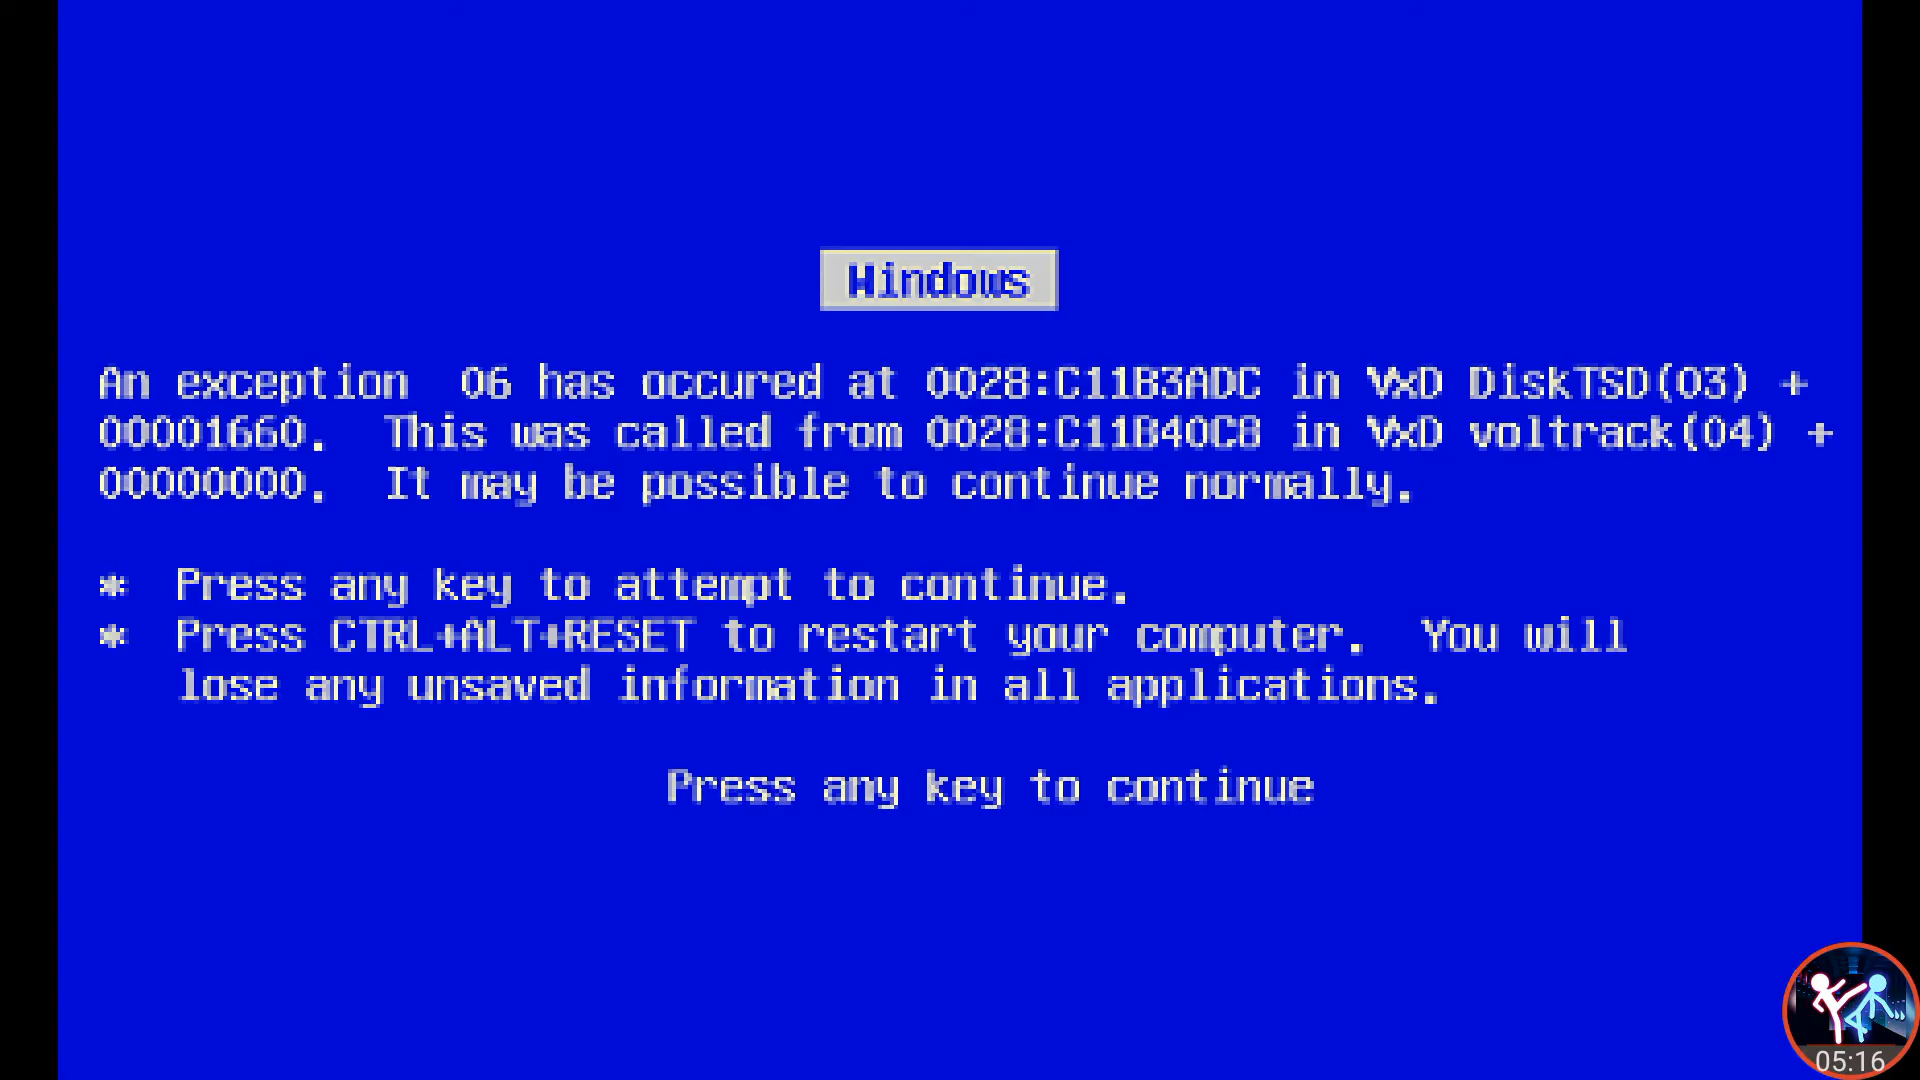 Windows
An exception  06 has occured at 0028:C11B3ADC in VxD DiskTSD(03) +
00001660.  This was called from 0028:C11B40C8 in VxD voltrack(04) +
00000000.  It may be possible to continue normally.
*  Press any key to attempt to continue.
*  Press CTRL+ALT+RESET to restart your computer.  You will
lose any unsaved information in all applications.
Press any key to continue
05:16